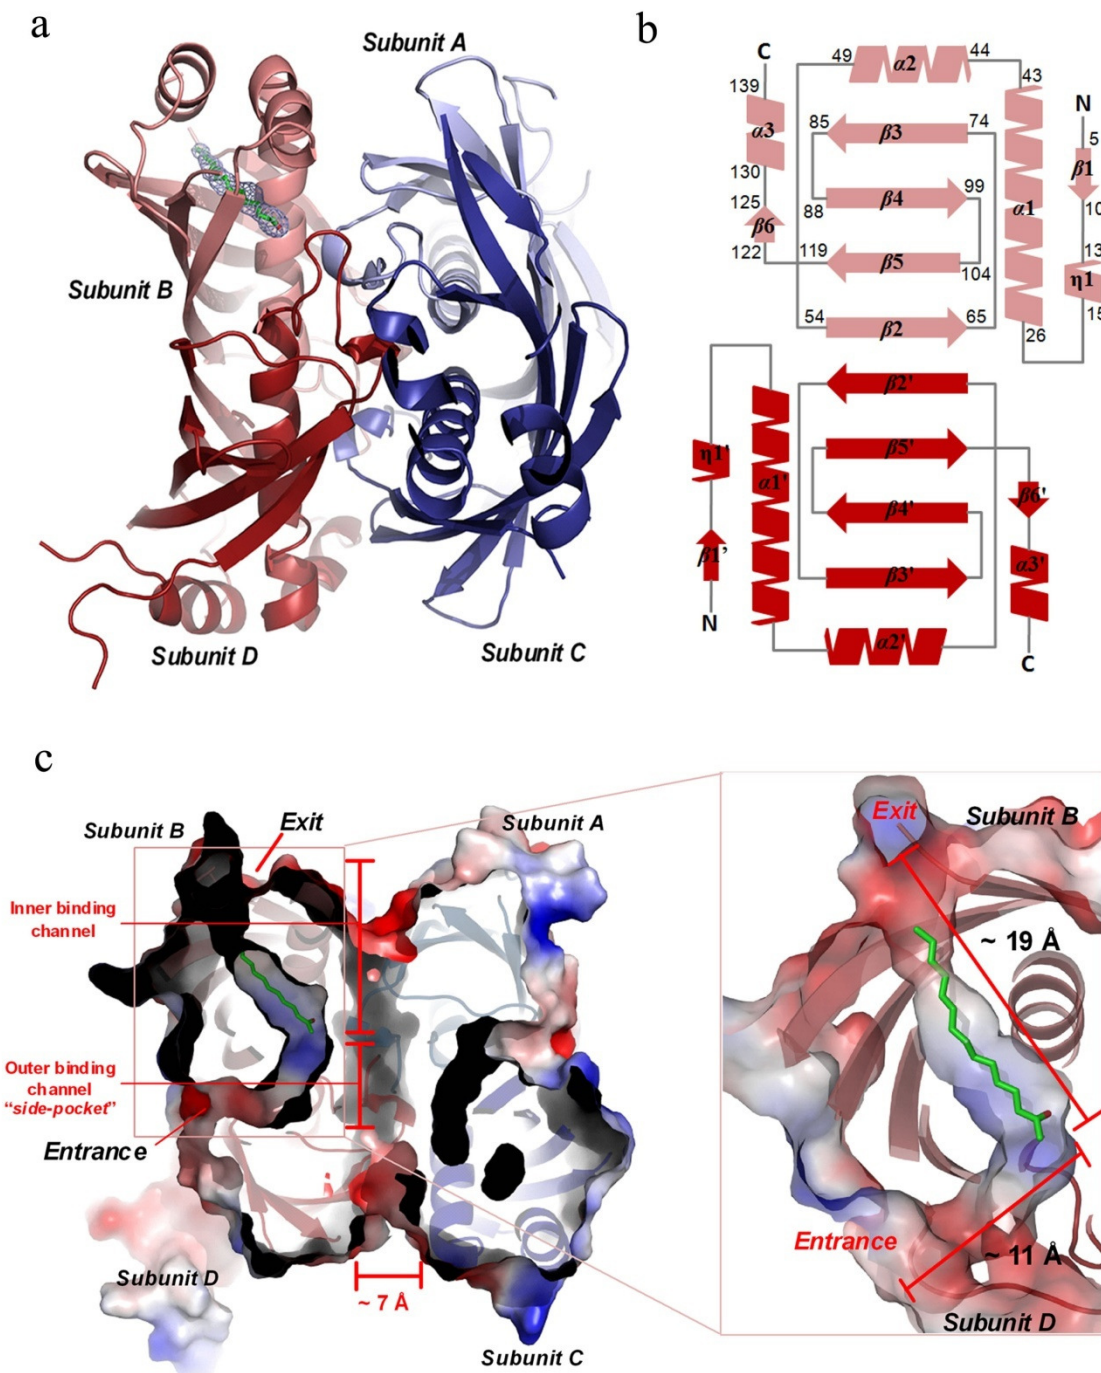 a
Subunit A
Subunit B
Subunit D
Subunit C
b
C
49
α2
44
43
N
139
5
α3
85
β3
74
β1
130
125
β4
99
α1
10
88
β6
13
122
119
β5
104
η1
54
β2
65
15
26
β2'
η1'
β5'
α1'
β6'
β4'
β1'
α3'
β3'
N
α2'
C
c
Subunit B
Exit
Subunit A
Inner binding
channel
Outer binding
channel
“side-pocket”
Entrance
Subunit D
~ 7 Å
Subunit C
Exit
Subunit B
~ 19 Å
Entrance
~ 11 Å
Subunit D